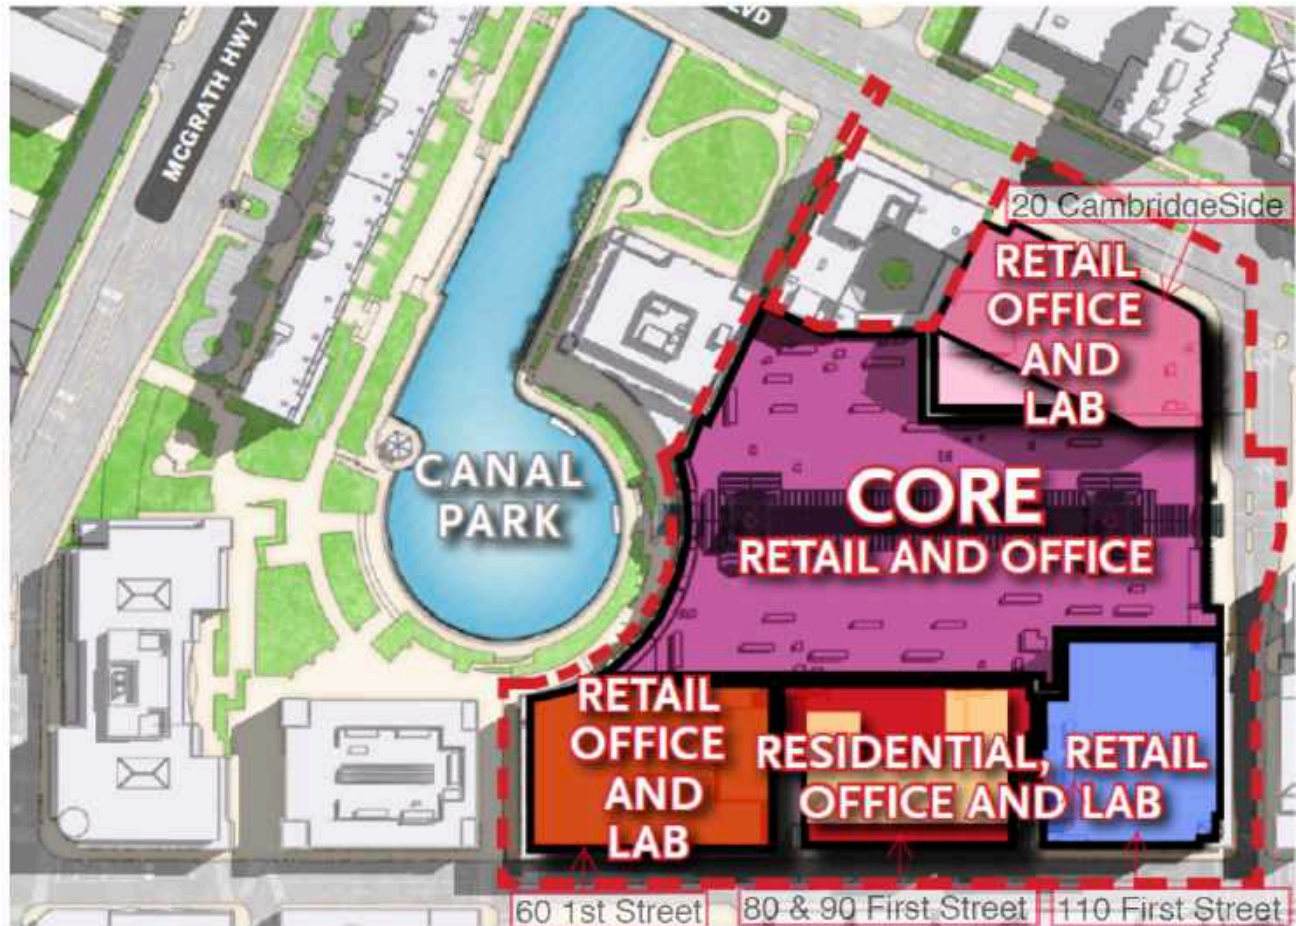 LVD
MCGRATH HWY
20 CambridgeSide
RETAIL
OFFICE
AND
LAB
CANAL
PARK
CORE
RETAIL AND OFFICE
RETAIL
OFFICE
AND
LAB
RESIDENTIAL, RETAIL
OFFICE AND LAB
60 1st Street
80 & 90 First Street
110 First Street